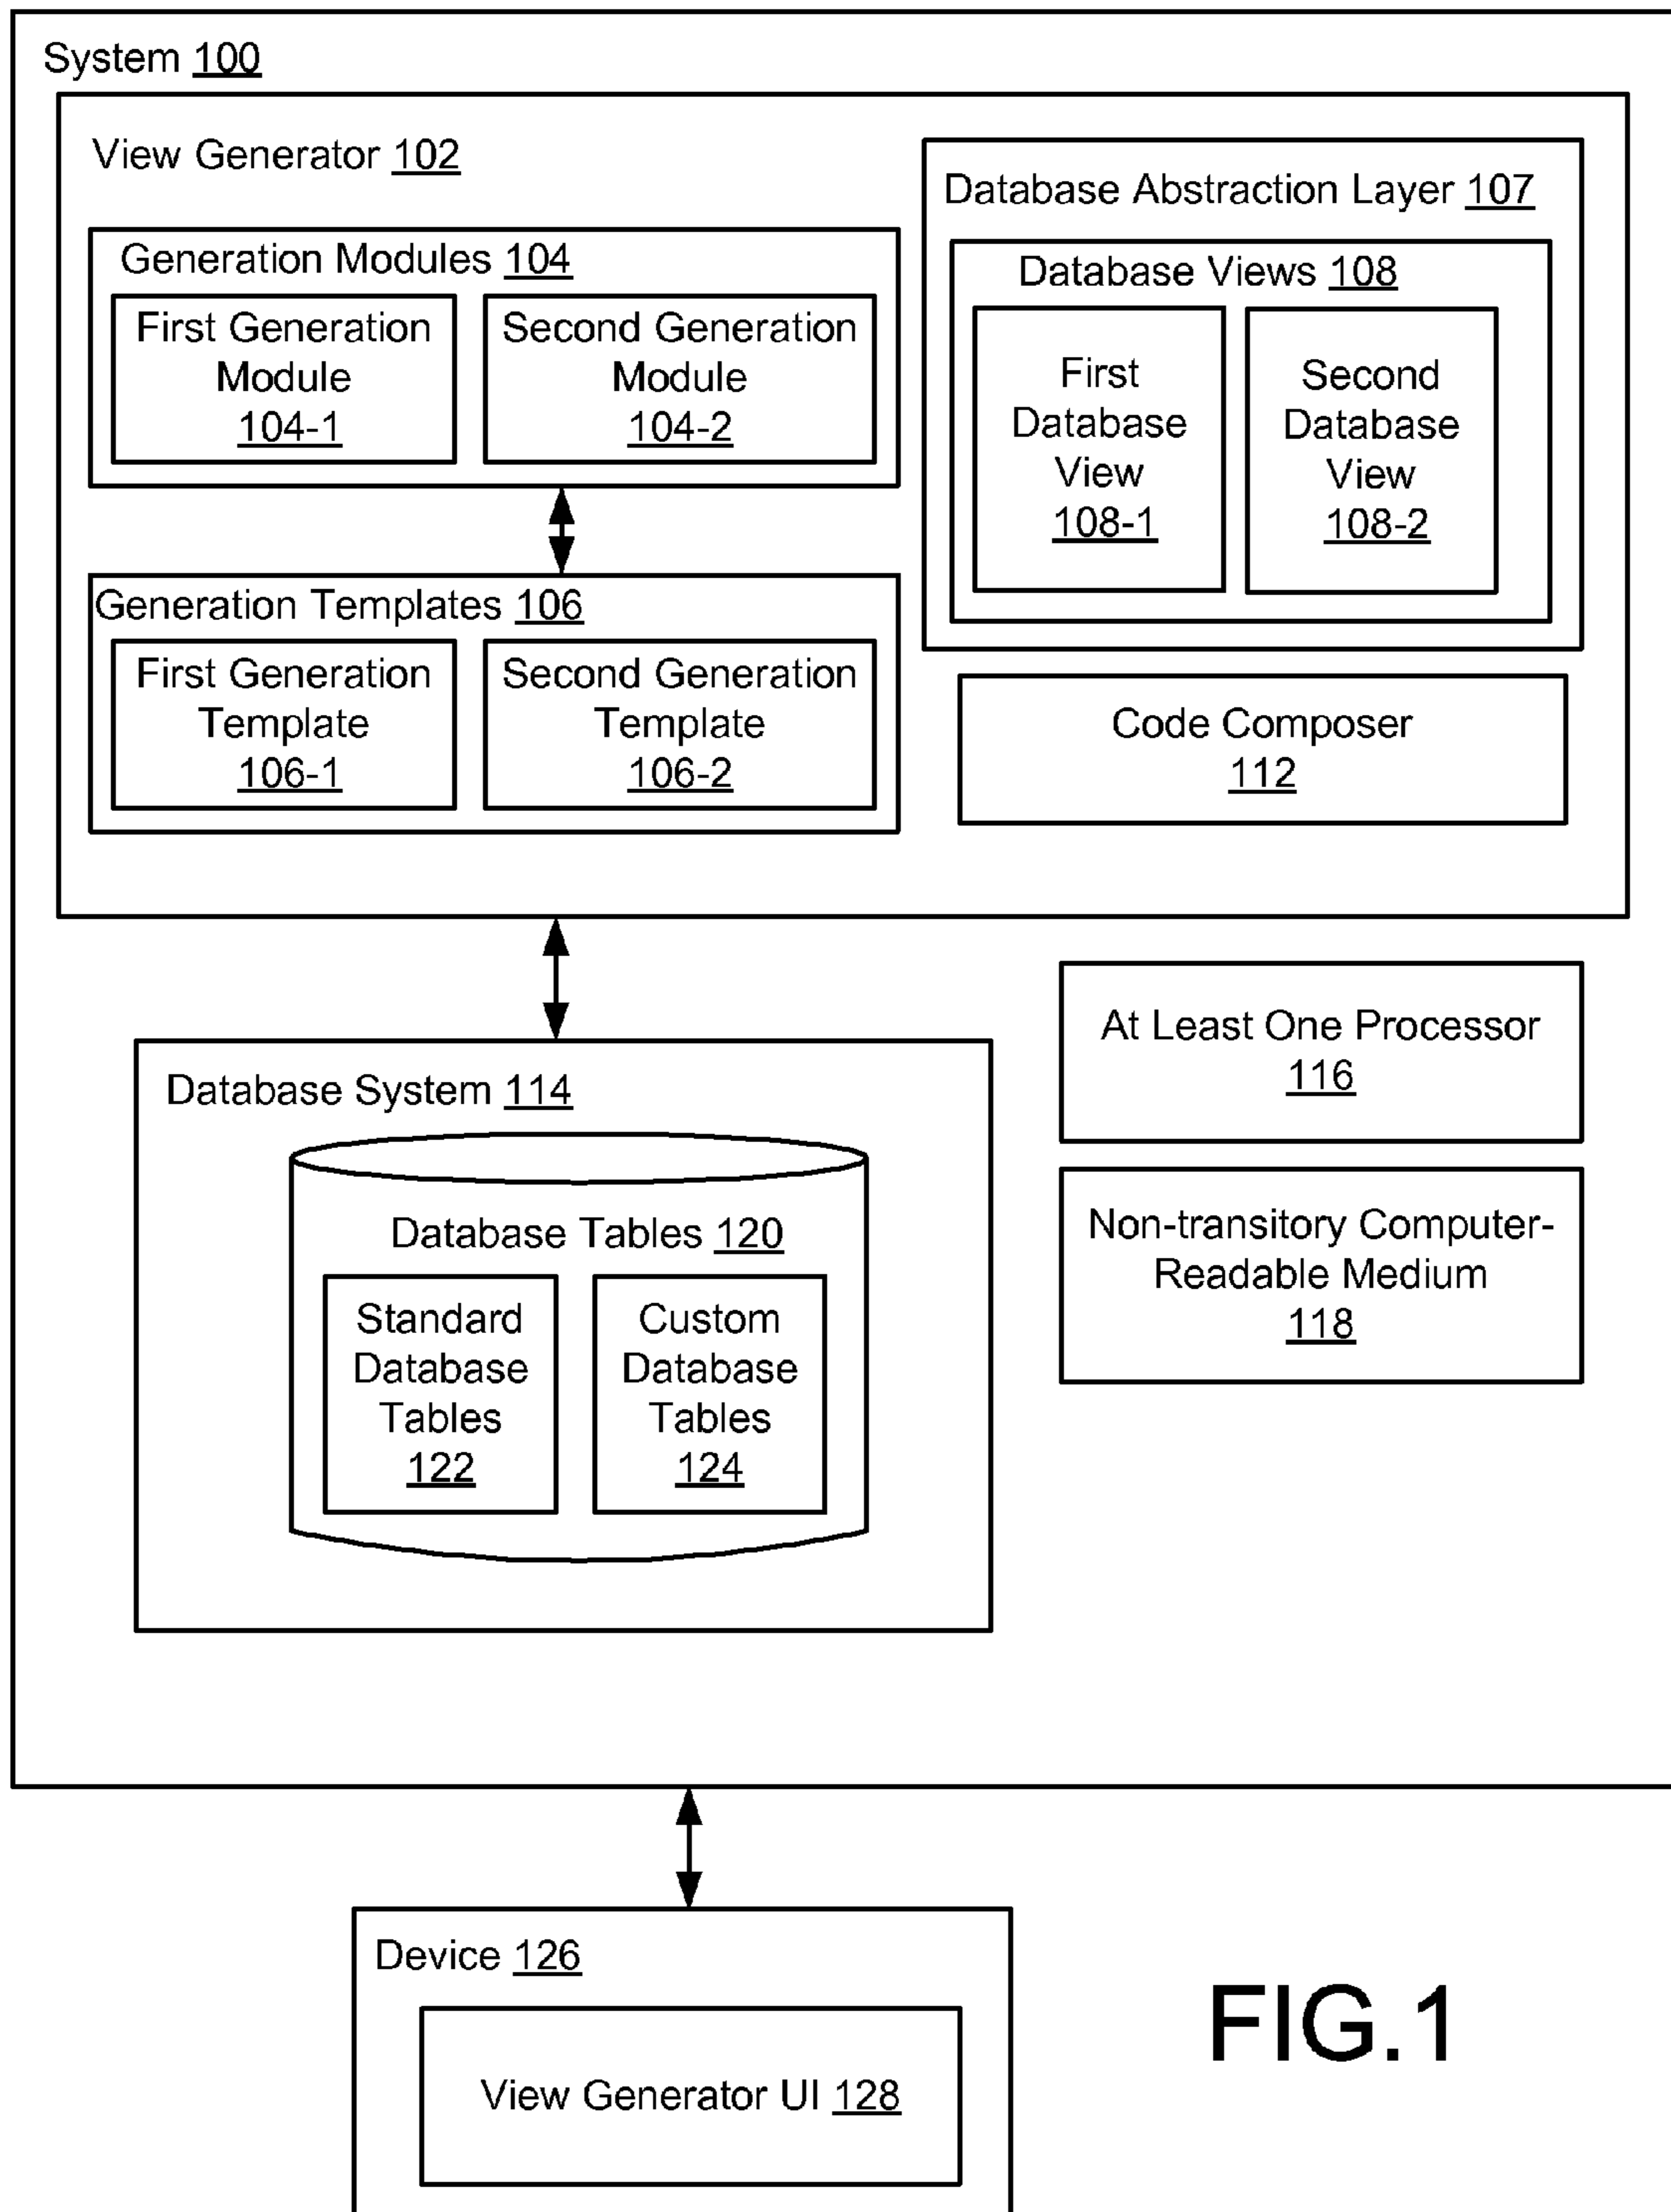 System 100
View Generator 102
Generation Modules 104
First Generation
Module
104-1
Second Generation
Module
104-2
Generation Templates 106
First Generation
Template
106-1
Second Generation
Template
106-2
Database Abstraction Layer 107
Database Views 108
First
Database
View
108-1
Second
Database
View
108-2
Code Composer
112
Database System 114
Database Tables 120
Standard
Database
Tables
122
Custom
Database
Tables
124
At Least One Processor
116
Non-transitory Computer-
Readable Medium
118
Device 126
View Generator UI 128
FIG.1